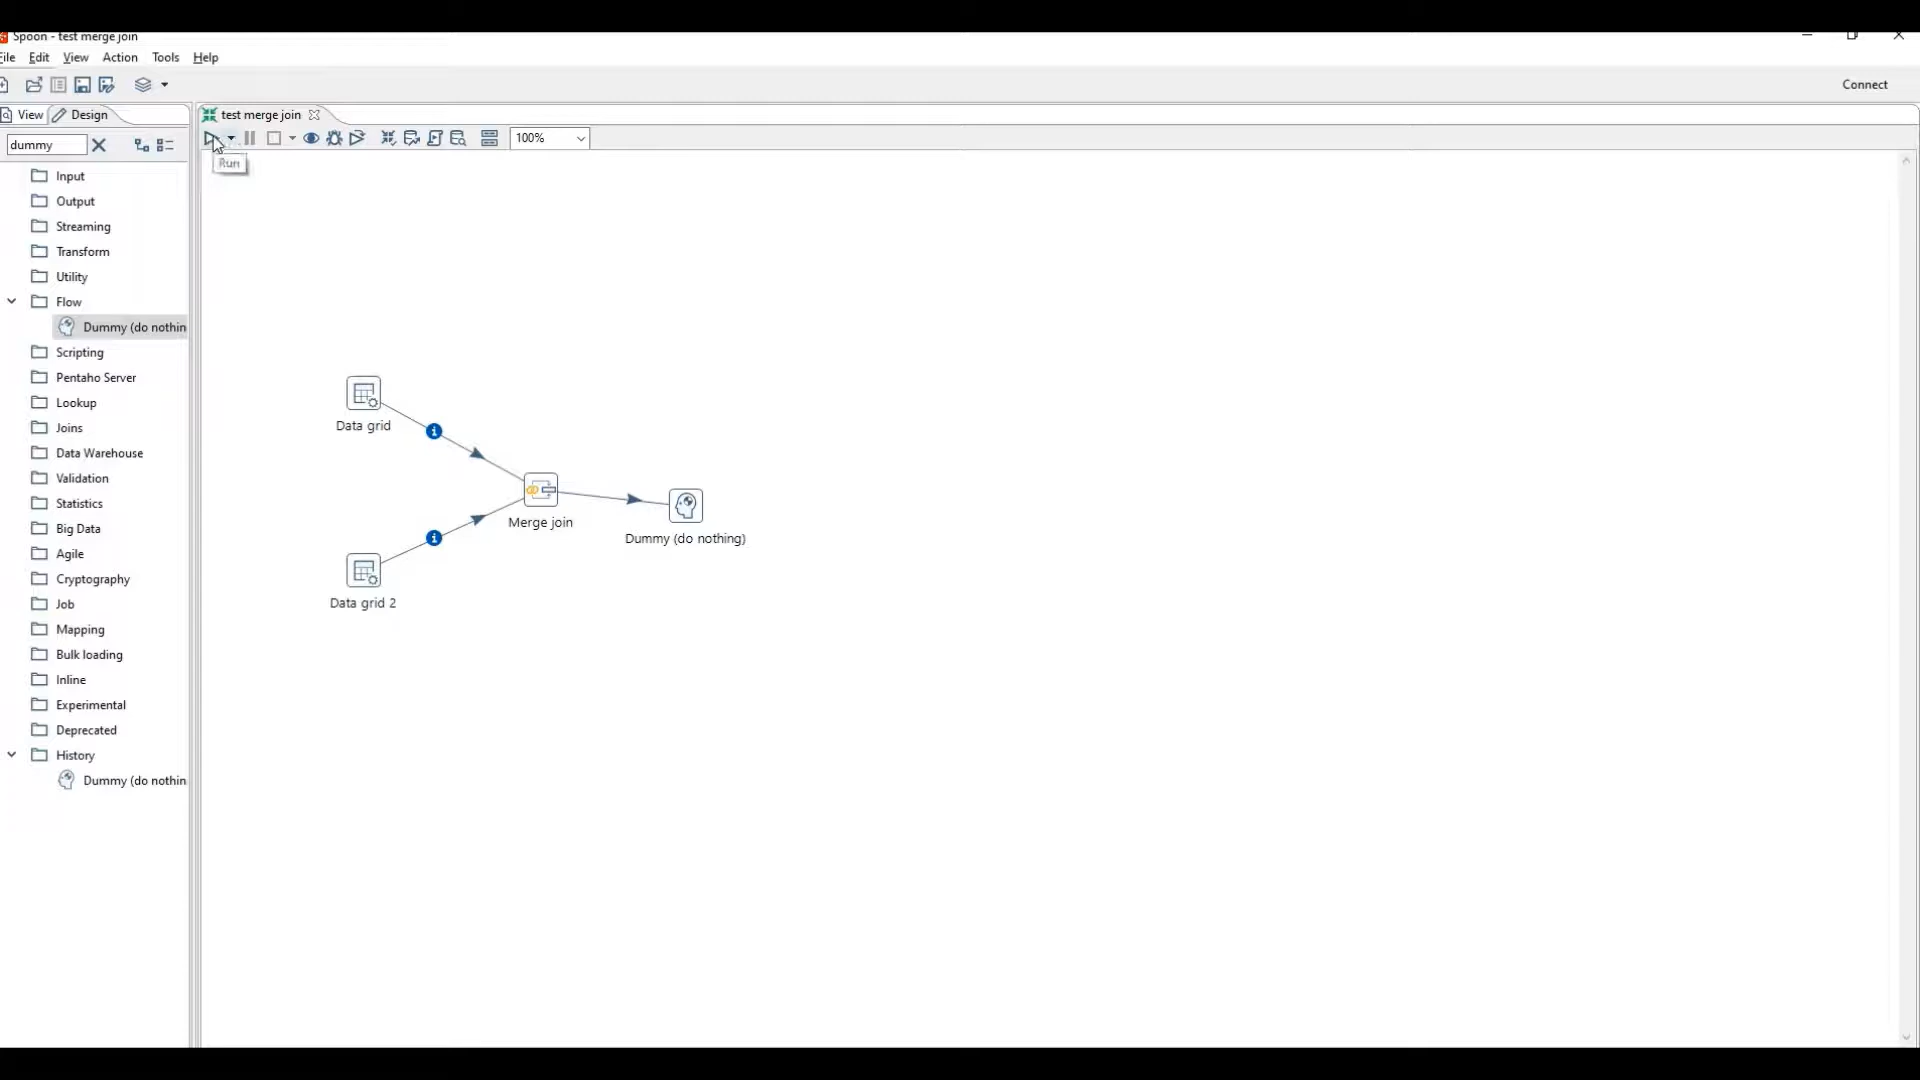 Spoon - test merge join
File Edit View Action Tools Help
Connect
View Design
test merge join
dummy
100%
Run
Input
Output
Streaming
Transform
Utility
Flow
Dummy (do nothin
Scripting
Pentaho Server
Lookup
Joins
Data Warehouse
Validation
Statistics
Big Data
Agile
Cryptography
Job
Mapping
Bulk loading
Inline
Experimental
Deprecated
History
Dummy (do nothin
Data grid
Merge join
Dummy (do nothing)
Data grid 2